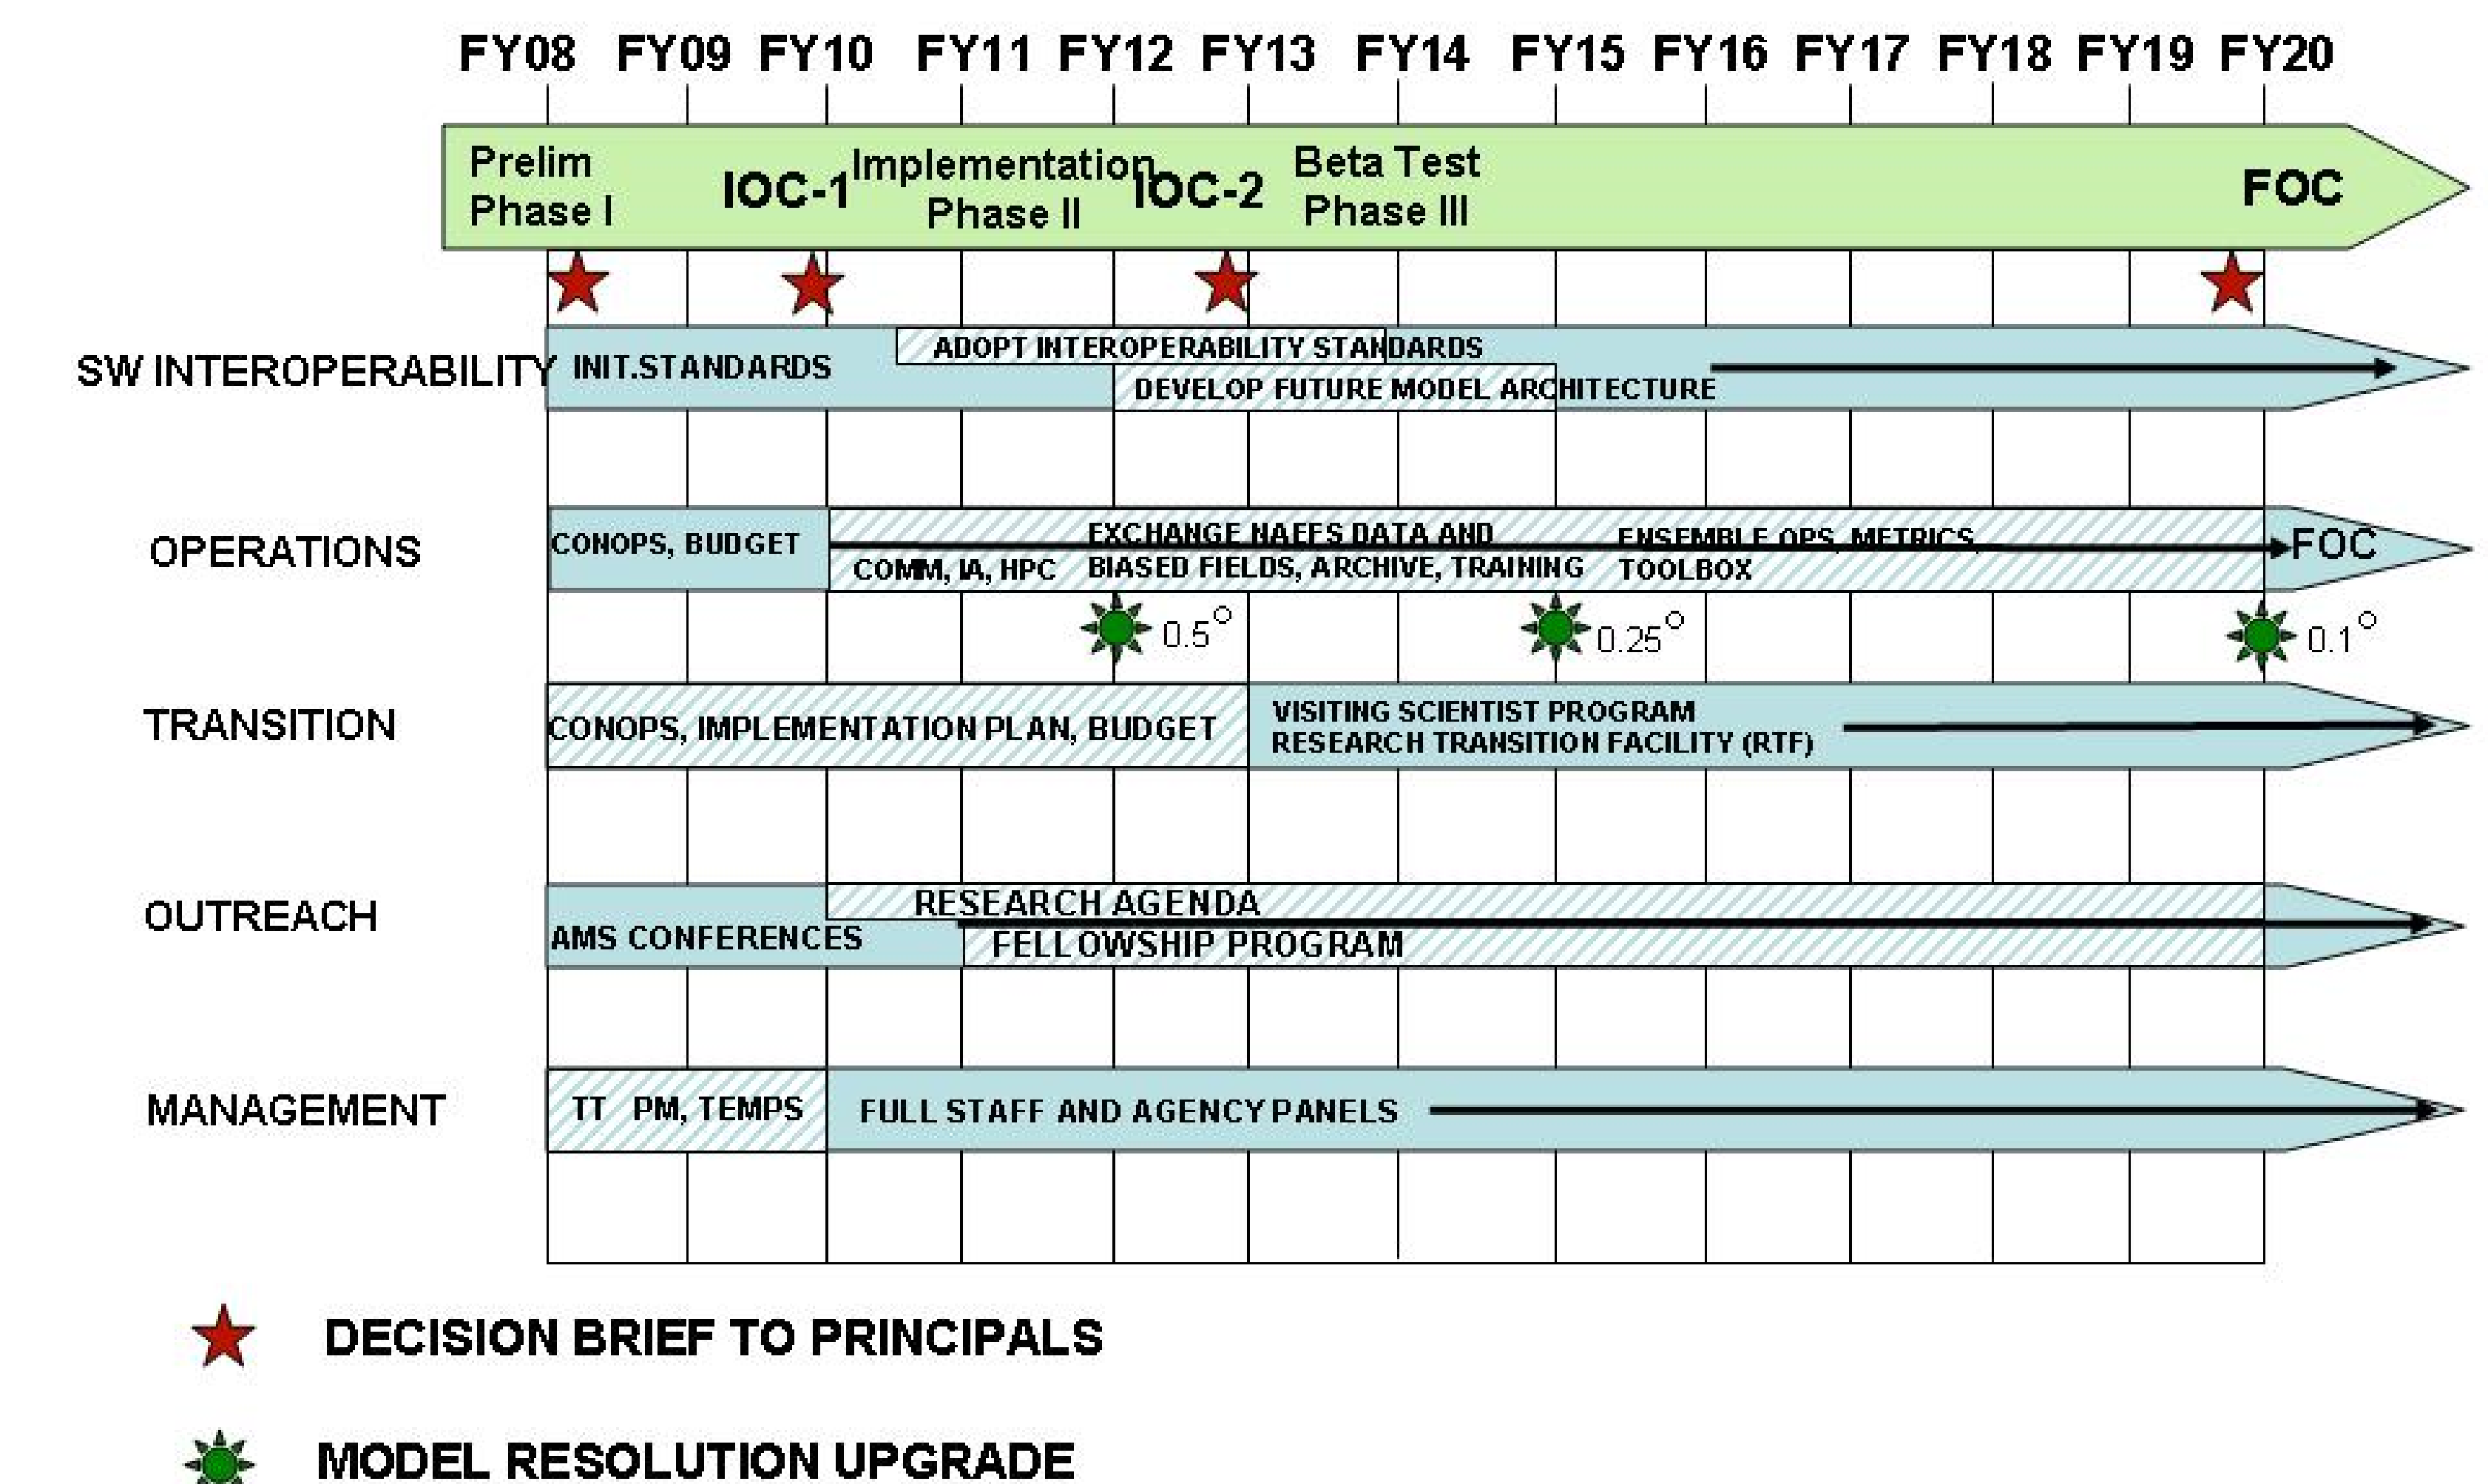 FY08 FY09 FY10 FY11 FY12 FY13 FY14 FY15 FY16 FY17 FY18 FY19 FY20
Prelim
Phase I
IOC-1
Implementation
Phase II
IOC-2
Beta Test
Phase III
FOC
SW INTEROPERABILITY
INIT.STANDARDS
ADOPT INTEROPERABILITY STANDARDS
DEVELOP FUTURE MODEL ARCHITECTURE
OPERATIONS
CONOPS, BUDGET
COMM, IA, HPC
EXCHANGE NAEFS DATA AND
BIASED FIELDS, ARCHIVE, TRAINING
ENSEMBLE OPS, METRICS,
TOOLBOX
FOC
0.5°
0.25°
0.1°
TRANSITION
CONOPS, IMPLEMENTATION PLAN, BUDGET
VISITING SCIENTIST PROGRAM
RESEARCH TRANSITION FACILITY (RTF)
OUTREACH
AMS CONFERENCES
RESEARCH AGENDA
FELLOWSHIP PROGRAM
MANAGEMENT
TT PM, TEMPS
FULL STAFF AND AGENCY PANELS
DECISION BRIEF TO PRINCIPALS
MODEL RESOLUTION UPGRADE